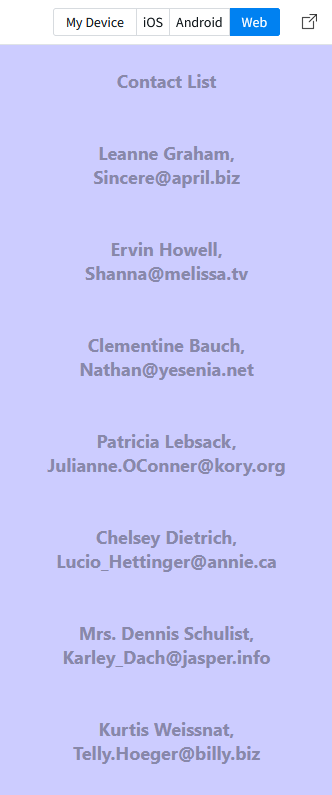 My Device iOS Android Web
Contact List
Leanne Graham,
Sincere@april.biz
Ervin Howell,
Shanna@melissa.tv
Clementine Bauch,
Nathan@yesenia.net
Patricia Lebsack,
Julianne.OConner@kory.org
Chelsey Dietrich,
Lucio_Hettinger@annie.ca
Mrs. Dennis Schulist,
Karley_Dach@jasper.info
Kurtis Weissnat,
Telly.Hoeger@billy.biz